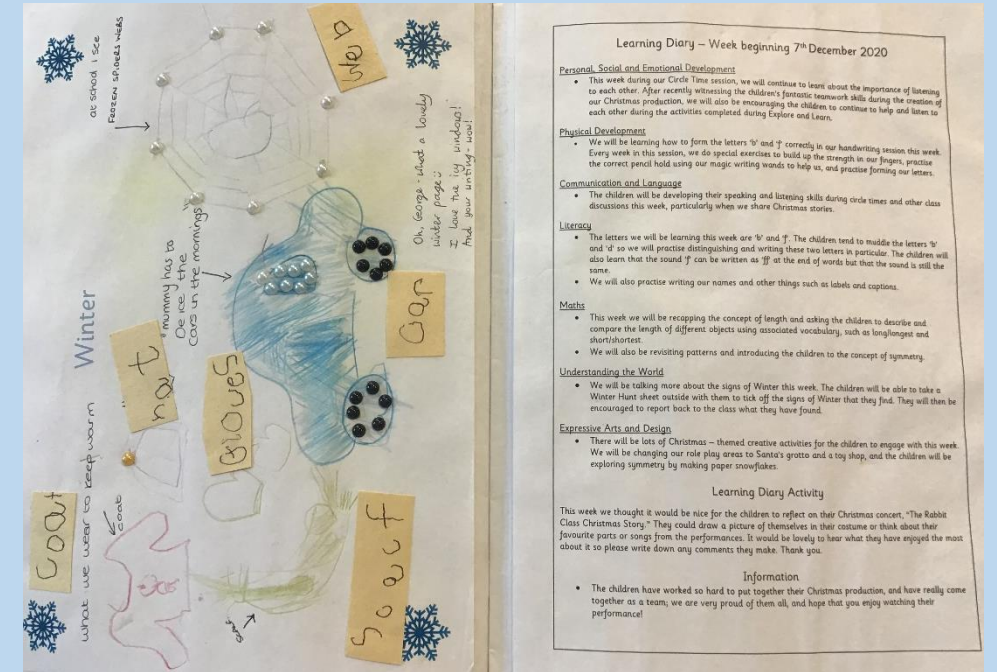 Winter
at school I see
FROZEN SPIDERS WEBS
Web
Oh, George - what a lovely
winter page
I love the icy windows!
And your writing - wow!
mummy has to
De ice the
cars in the mornings
Car
what we wear to keep warm
hat
Gloves
Coat
coat
Scarf
Learning Diary – Week beginning 7th December 2020
Personal, Social and Emotional Development
• This week during our Circle Time session, we will continue to learn about the importance of listening
to each other. After recently witnessing the children's fantastic teamwork skills during the creation of
our Christmas production, we will also be encouraging the children to continue to help and listen to
each other during the activities completed during Explore and Learn.
Physical Development
• We will be learning how to form the letters 'b' and 'f' correctly in our handwriting session this week.
Every week in this session, we do special exercises to build up the strength in our fingers, practise
the correct pencil hold using our magic writing wands to help us, and practise forming our letters.
Communication and Language
• The children will be developing their speaking and listening skills during circle times and other class
discussions this week, particularly when we share Christmas stories.
Literacy
• The letters we will be learning this week are 'b' and 'f'. The children tend to muddle the letters 'b'
and 'd' so we will practise distinguishing and writing these two letters in particular. The children will
also learn that the sound 'f' can be written as 'ff' at the end of words but that the sound is still the
same.
• We will also practise writing our names and other things such as labels and captions.
Maths
• This week we will be recapping the concept of length and asking the children to describe and
compare the length of different objects using associated vocabulary, such as long/longest and
short/shortest.
• We will also be revisiting patterns and introducing the children to the concept of symmetry.
Understanding the World
• We will be talking more about the signs of Winter this week. The children will be able to take a
Winter Hunt sheet outside with them to tick off the signs of Winter that they find. They will then be
encouraged to report back to the class what they have found.
Expressive Arts and Design
• There will be lots of Christmas – themed creative activities for the children to engage with this week.
We will be changing our role play areas to Santa's grotto and a toy shop, and the children will be
exploring symmetry by making paper snowflakes.
Learning Diary Activity
This week we thought it would be nice for the children to reflect on their Christmas concert, "The Rabbit
Class Christmas Story." They could draw a picture of themselves in their costume or think about their
favourite parts or songs from the performances. It would be lovely to hear what they have enjoyed the most
about it so please write down any comments they make. Thank you.
Information
• The children have worked so hard to put together their Christmas production, and have really come
together as a team; we are very proud of them all, and hope that you enjoy watching their
performance!